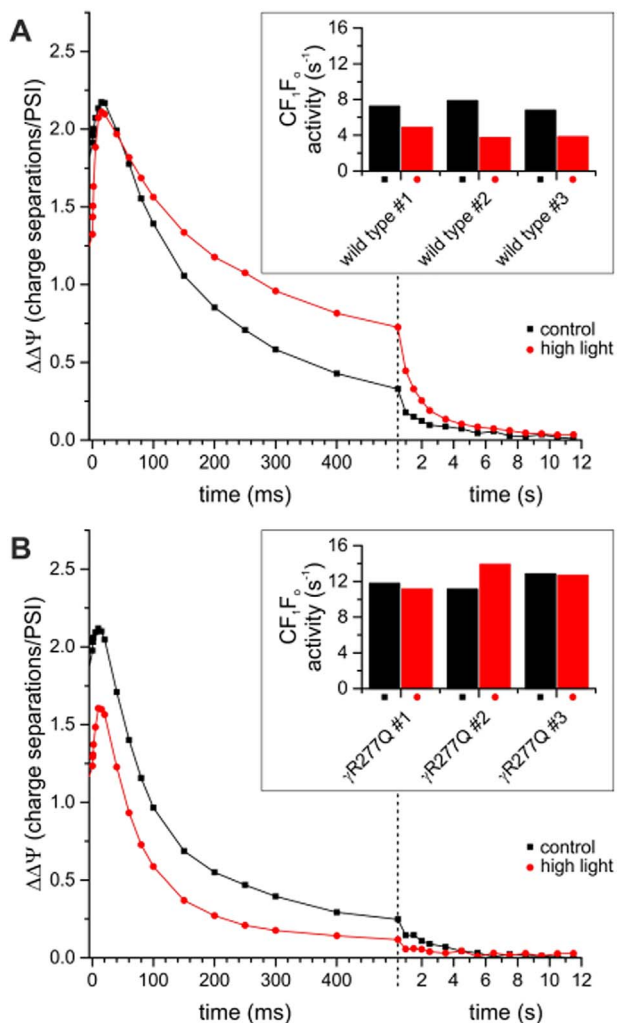 A
ΔΔΨ (charge separations/PSI)
2.5
2.0
1.5
1.0
0.5
0.0
0 100 200 300 400 2 4 6 8 10 12
time (ms) time (s)
CF₁Fₒ
activity (s⁻¹)
16
12
8
4
0
wild type #1 wild type #2 wild type #3
control
high light
B
ΔΔΨ (charge separations/PSI)
2.5
2.0
1.5
1.0
0.5
0.0
0 100 200 300 400 2 4 6 8 10 12
time (ms) time (s)
CF₁Fₒ
activity (s⁻¹)
16
12
8
4
0
γR277Q #1 γR277Q #2 γR277Q #3
control
high light